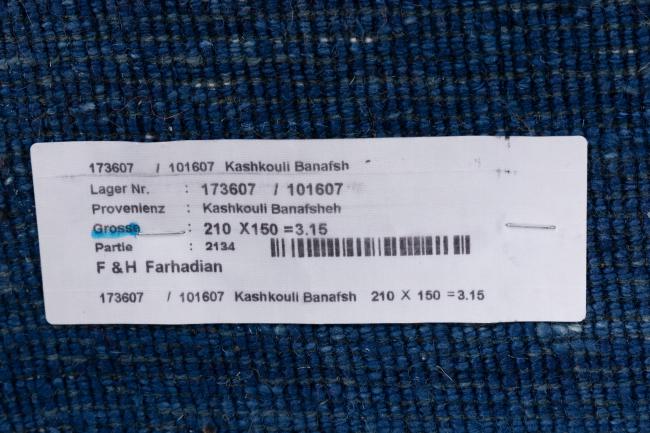 173607 / 101607 Kashkouli Banafsh
Lager Nr. : 173607 / 101607
Provenienz : Kashkouli Banafsheh
Grosse : 210 X 150 = 3.15
Partie : 2134
F & H Farhadian
173607 / 101607 Kashkouli Banafsh 210 X 150 = 3.15